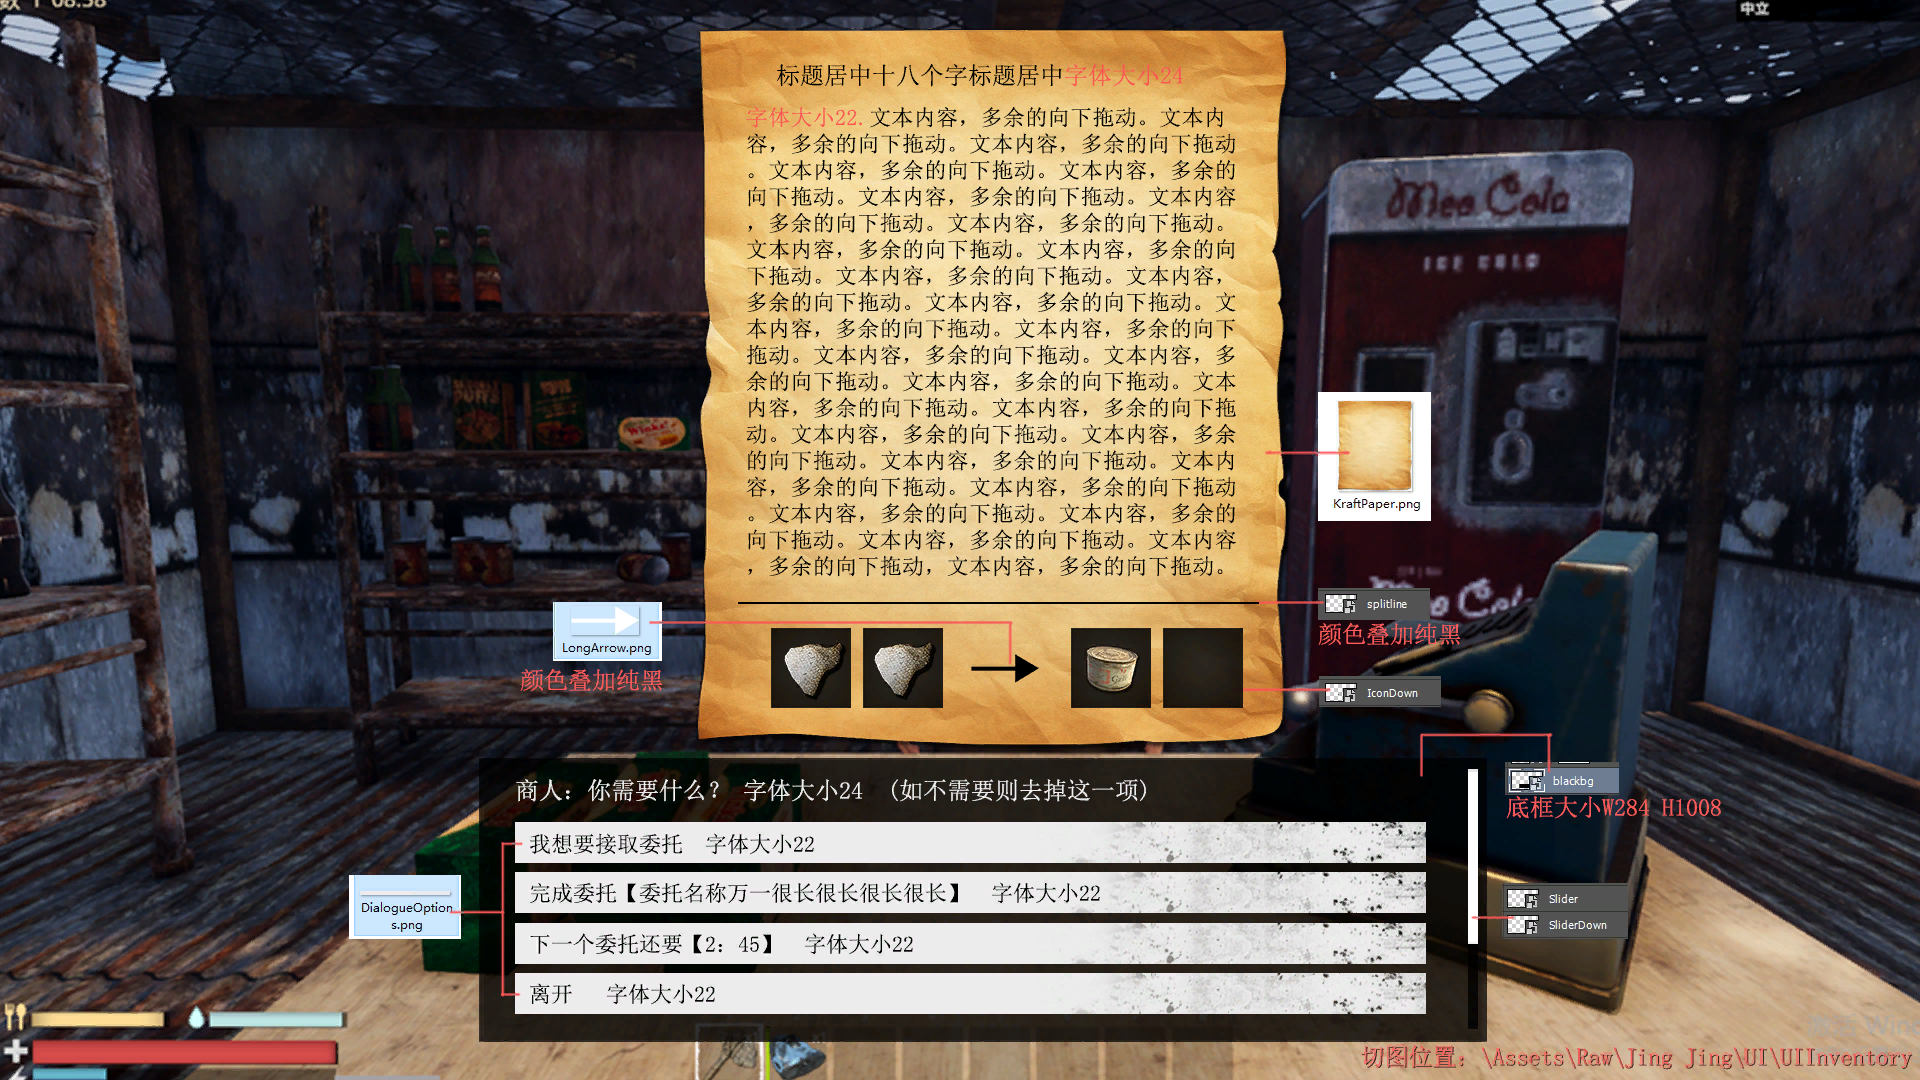 中立
标题居中十八个字标题居中字体大小24
字体大小22.文本内容，多余的向下拖动。文本内
容，多余的向下拖动。文本内容，多余的向下拖动
。文本内容，多余的向下拖动。文本内容，多余的
向下拖动。文本内容，多余的向下拖动。文本内容
，多余的向下拖动。文本内容，多余的向下拖动。
文本内容，多余的向下拖动。文本内容，多余的向
下拖动。文本内容，多余的向下拖动。文本内容，
多余的向下拖动。文本内容，多余的向下拖动。文
本内容，多余的向下拖动。文本内容，多余的向下
拖动。文本内容，多余的向下拖动。文本内容，多
余的向下拖动。文本内容，多余的向下拖动。文本
内容，多余的向下拖动。文本内容，多余的向下拖
动。文本内容，多余的向下拖动。文本内容，多余
的向下拖动。文本内容，多余的向下拖动。文本内
容，多余的向下拖动。文本内容，多余的向下拖动
。文本内容，多余的向下拖动。文本内容，多余的
向下拖动。文本内容，多余的向下拖动。文本内容
，多余的向下拖动，文本内容，多余的向下拖动。
Moo Cola
ICE COLD
KraftPaper.png
splitline
颜色叠加纯黑
LongArrow.png
颜色叠加纯黑
IconDown
商人：你需要什么？ 字体大小24 （如不需要则去掉这一项）
blackbg
底框大小W284 H1008
我想要接取委托 字体大小22
完成委托【委托名称万一很长很长很长很长】 字体大小22
下一个委托还要【2：45】 字体大小22
离开 字体大小22
DialogueOption
s.png
Slider
SliderDown
切图位置：\Assets\Raw\Jing Jing\UI\UIInventory